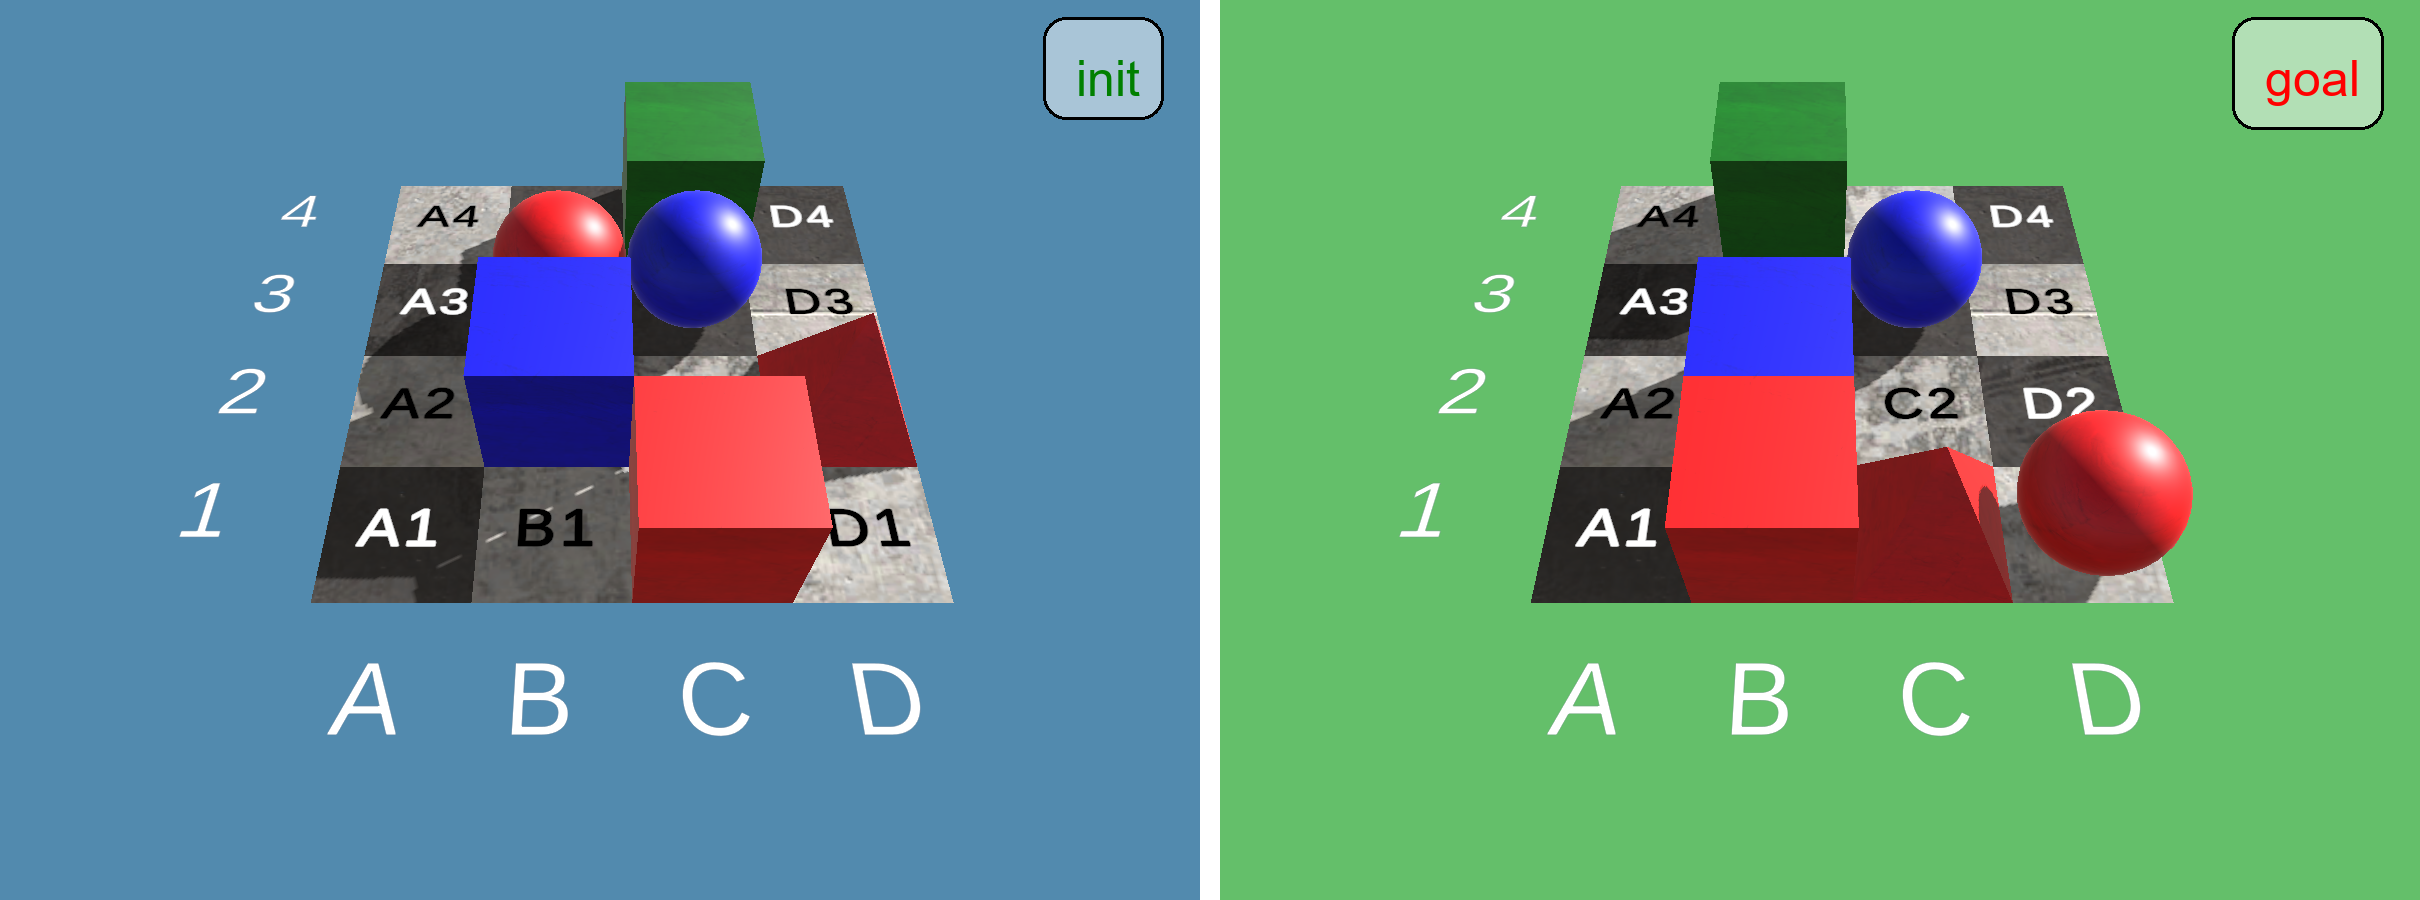 init
4 A4 D4
3 A3 D3
2 A2
1 A1 B1 D1
A B C D
goal
4 A4 D4
3 A3 D3
2 A2 C2 D2
1 A1
A B C D